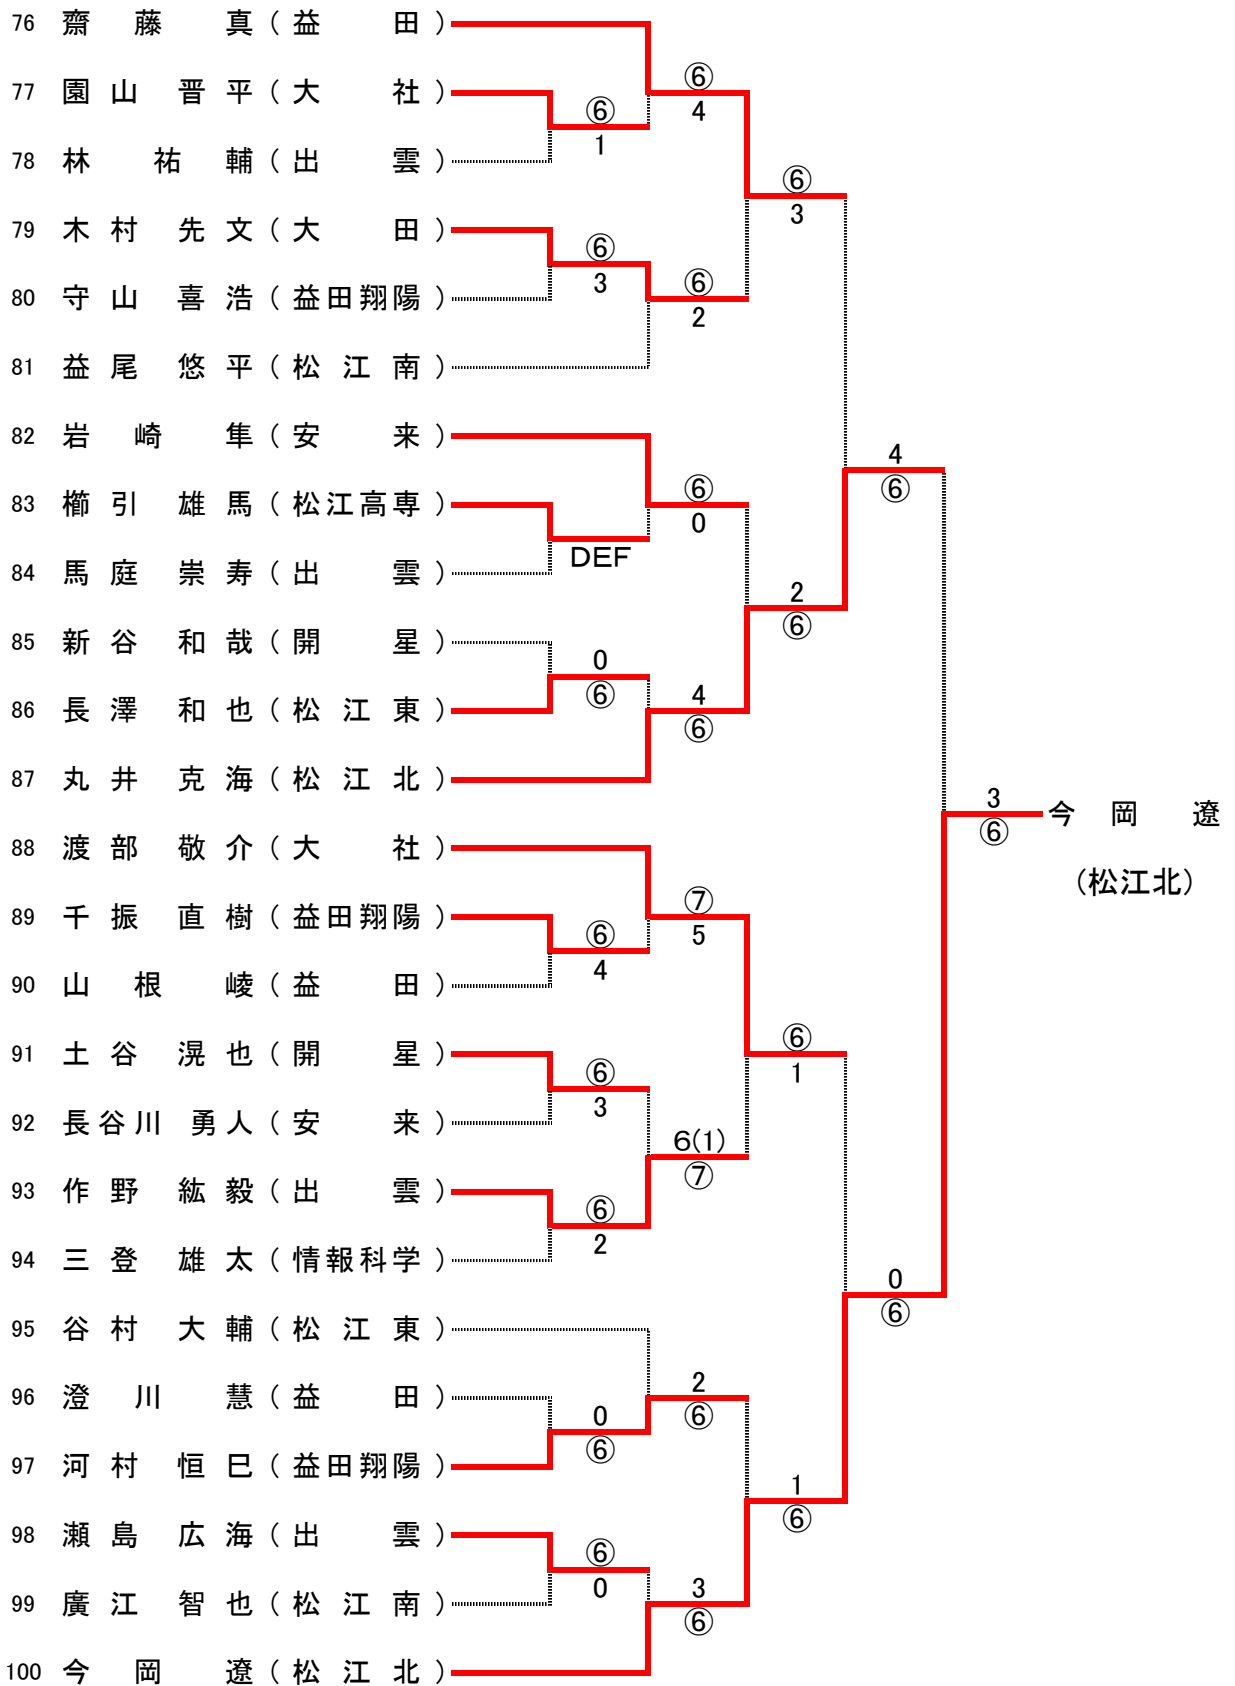 76 齋藤真(益田)
77 園山晋平(大社)
78 林祐輔(出雲)
79 木村先文(大田)
80 守山喜浩(益田翔陽)
81 益尾悠平(松江南)
82 岩崎隼(安来)
83 櫛引雄馬(松江高専)
84 馬庭崇寿(出雲)
85 新谷和哉(開星)
86 長澤和也(松江東)
87 丸井克海(松江北)
88 渡部敬介(大社)
89 千振直樹(益田翔陽)
90 山根崚(益田)
91 土谷滉也(開星)
92 長谷川勇人(安来)
93 作野紘毅(出雲)
94 三登雄太(情報科学)
95 谷村大輔(松江東)
96 澄川慧(益田)
97 河村恒巳(益田翔陽)
98 瀬島広海(出雲)
99 廣江智也(松江南)
100 今岡遼(松江北)
⑥
1
⑥
3
DEF
0
⑥
⑥
4
⑥
3
⑥
2
0
⑥
⑥
0
⑥
4
⑥
2
⑥
0
4
⑥
⑦
5
6(1)
⑦
2
⑥
3
⑥
⑥
3
2
⑥
⑥
1
1
⑥
4
⑥
0
⑥
3
⑥
今岡遼
(松江北)